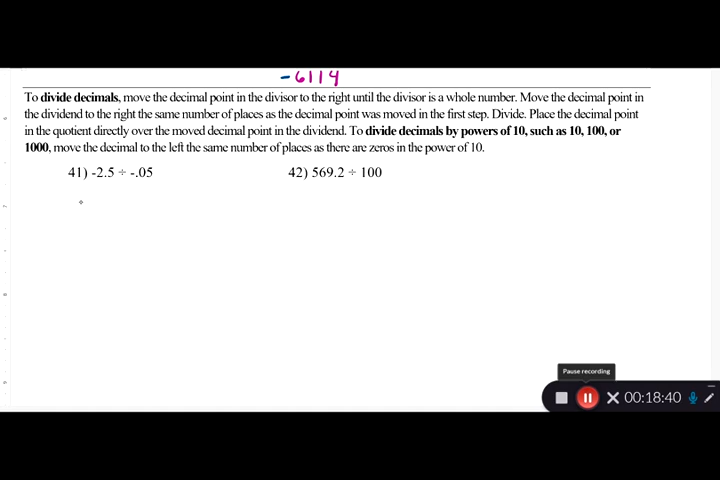 -6114
To divide decimals, move the decimal point in the divisor to the right until the divisor is a whole number. Move the decimal point in
the dividend to the right the same number of places as the decimal point was moved in the first step. Divide. Place the decimal point
in the quotient directly over the moved decimal point in the dividend. To divide decimals by powers of 10, such as 10, 100, or
1000, move the decimal to the left the same number of places as there are zeros in the power of 10.
41) -2.5 ÷ -.05 42) 569.2 ÷ 100
Pause recording
00:18:40